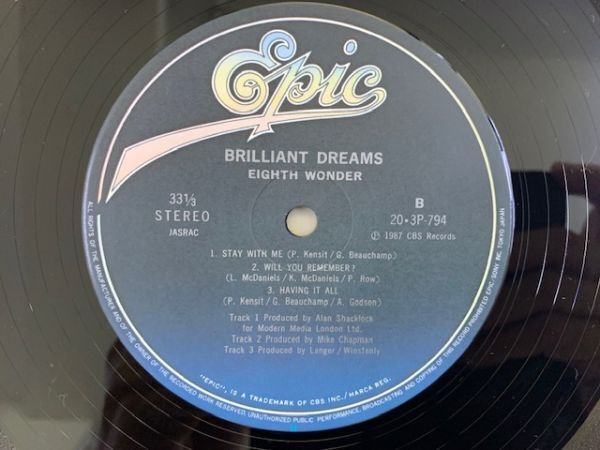 Epic
BRILLIANT DREAMS
EIGHTH WONDER
33⅓
STEREO
JASRAC
B
20・3P-794
Ⓟ 1987 CBS Records
1. STAY WITH ME (P. Kensit/G. Beauchamp)
2. WILL YOU REMEMBER?
(L. McDaniels/K. McDaniels/P. Row)
3. HAVING IT ALL
(P. Kensit/G. Beauchamp/A. Godson)
Track 1 Produced by Alan Shacklock
for Modern Media London Ltd.
Track 2 Produced by Mike Chapman
Track 3 Produced by Langer/Winstanly
"EPIC", IS A TRADEMARK OF CBS INC./MARCA REG.
ALL RIGHTS OF THE MANUFACTURER AND OF THE OWNER OF THE RECORDED WORK RESERVED. UNAUTHORIZED PUBLIC PERFORMANCE, BROADCASTING AND COPYING OF THIS RECORD PROHIBITED EPIC/SONY INC. TOKYO JAPAN